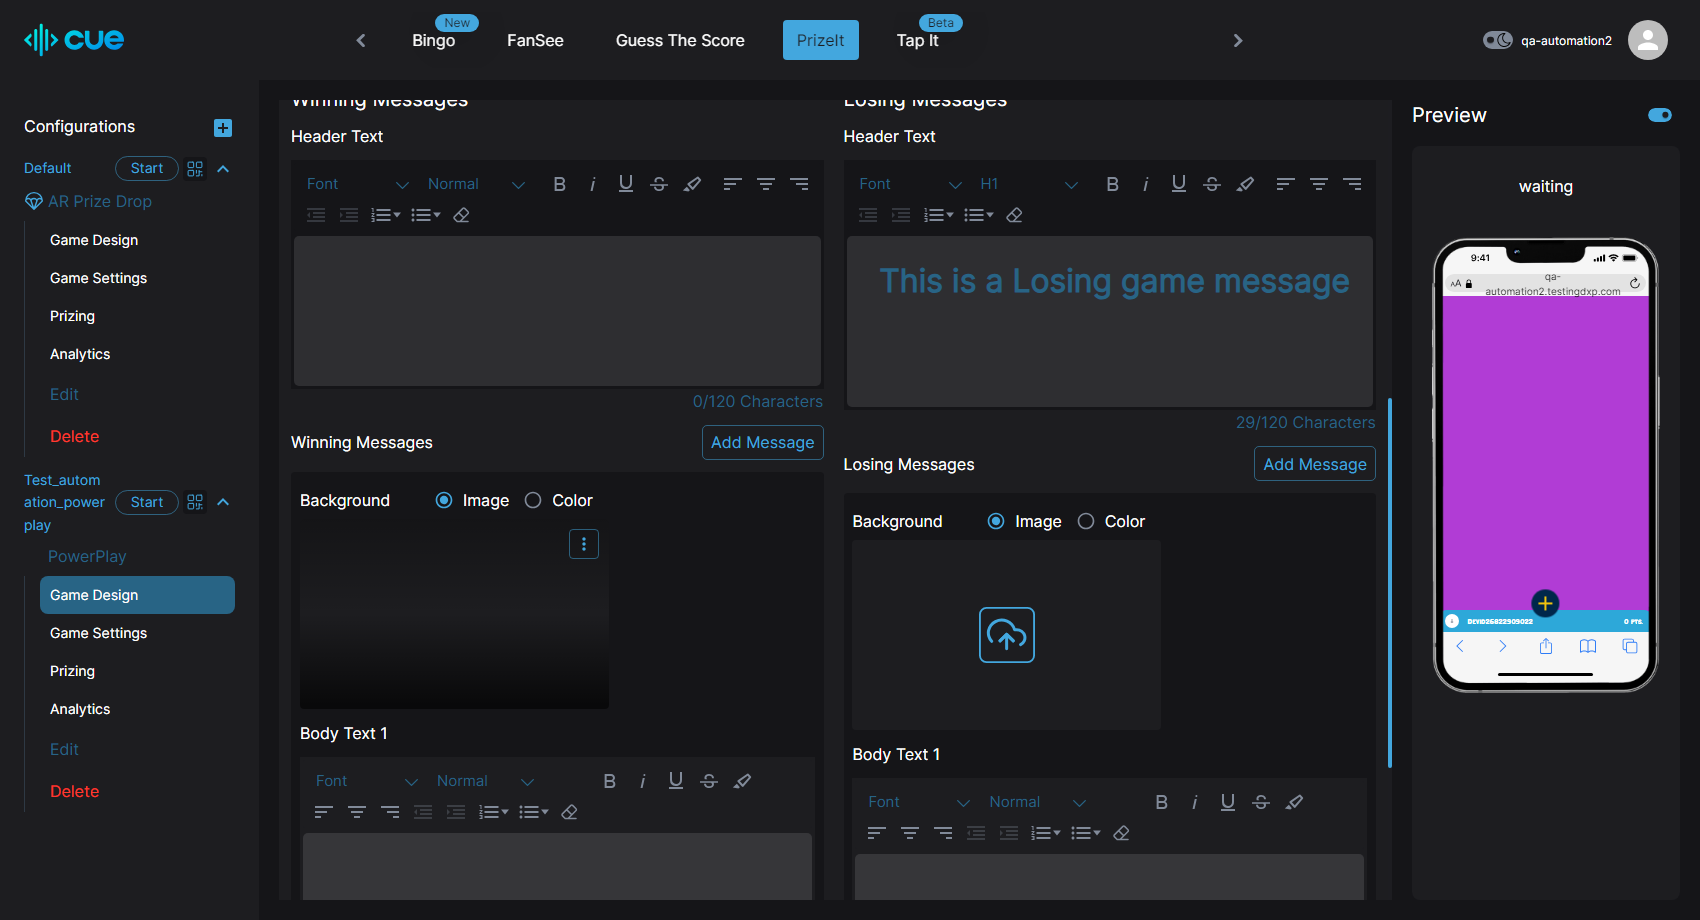 cue
New
Bingo
FanSee
Guess The Score
PrizeIt
Beta
Tap It
qa-automation2
Configurations
Default
Start
AR Prize Drop
Game Design
Game Settings
Prizing
Analytics
Edit
Delete
Test_autom
ation_power
play
Start
PowerPlay
Game Design
Game Settings
Prizing
Analytics
Edit
Delete
Winning Messages
Header Text
Font
Normal
0/120 Characters
Winning Messages
Add Message
Background
Image
Color
Body Text 1
Font
Normal
Losing Messages
Header Text
Font
H1
This is a Losing game message
29/120 Characters
Losing Messages
Add Message
Background
Image
Color
Body Text 1
Font
Normal
Preview
waiting
9:41
AA
qa-
automation2.testingdxp.com
0 PTS.